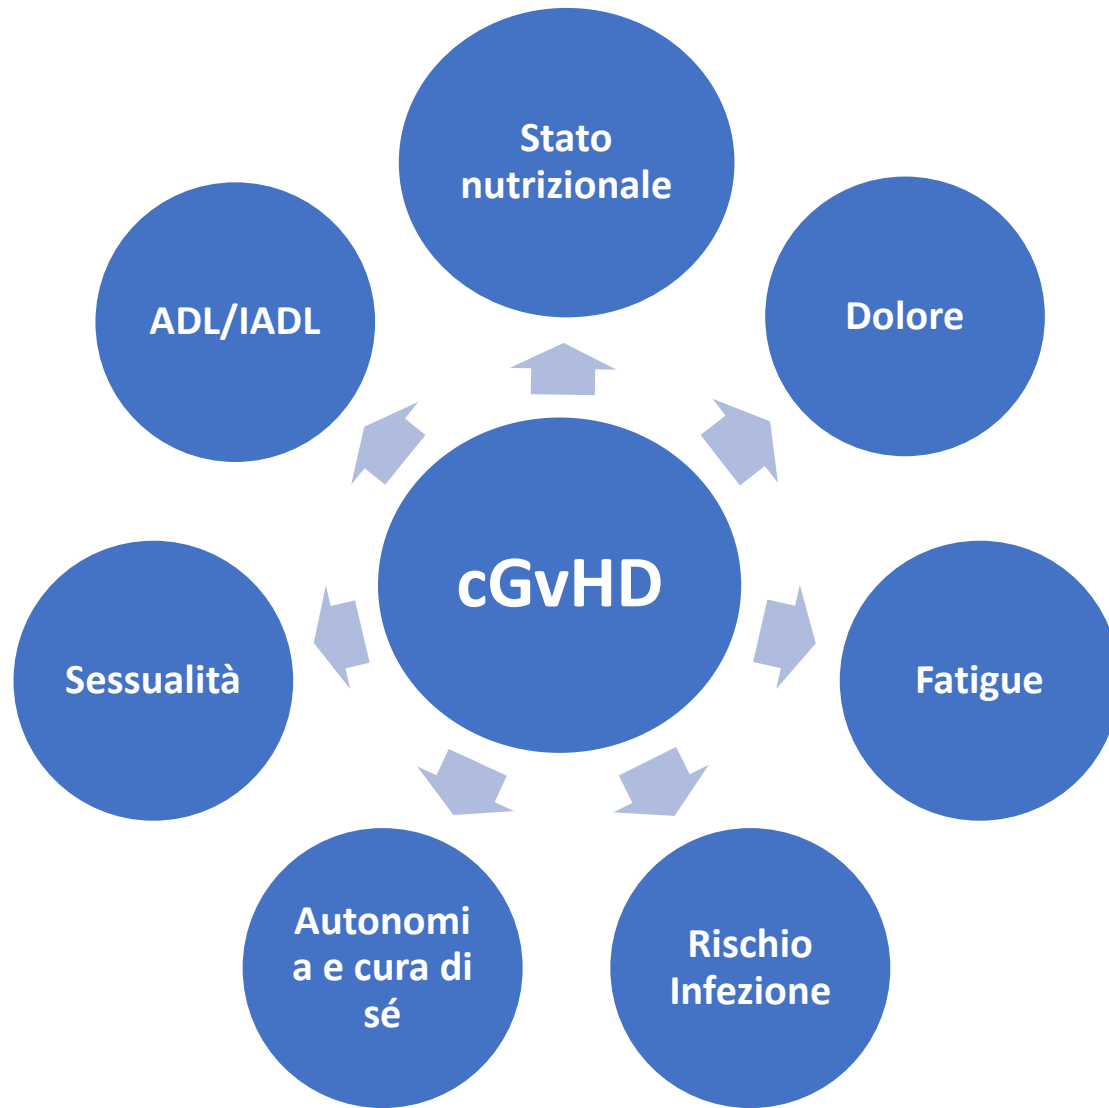 Stato
nutrizionale
Dolore
Fatigue
Rischio
Infezione
Autonomi
a e cura di
sé
Sessualità
ADL/IADL
cGvHD